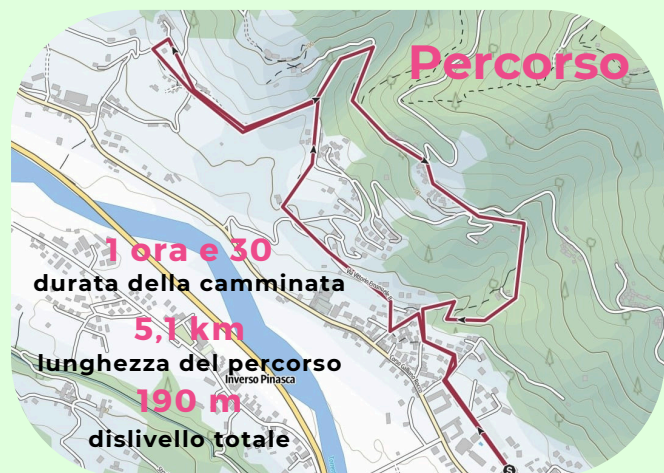 Percorso
1 ora e 30
durata della camminata
5,1 km
lunghezza del percorso
Inverso Pinasca
190 m
dislivello totale
S